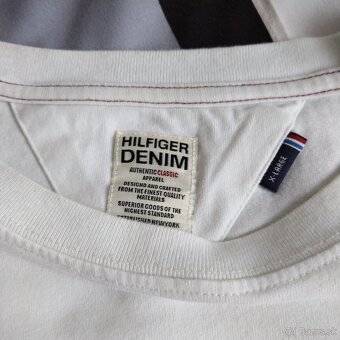 HILFIGER
DENIM
AUTHENTIC CLASSIC
APPAREL
DESIGNED AND CRAFTED
FROM THE FINEST QUALITY
MATERIALS
SUPERIOR GOODS OF THE
HIGHEST STANDARD
ESTABLISHED NEW YORK
X-LARGE